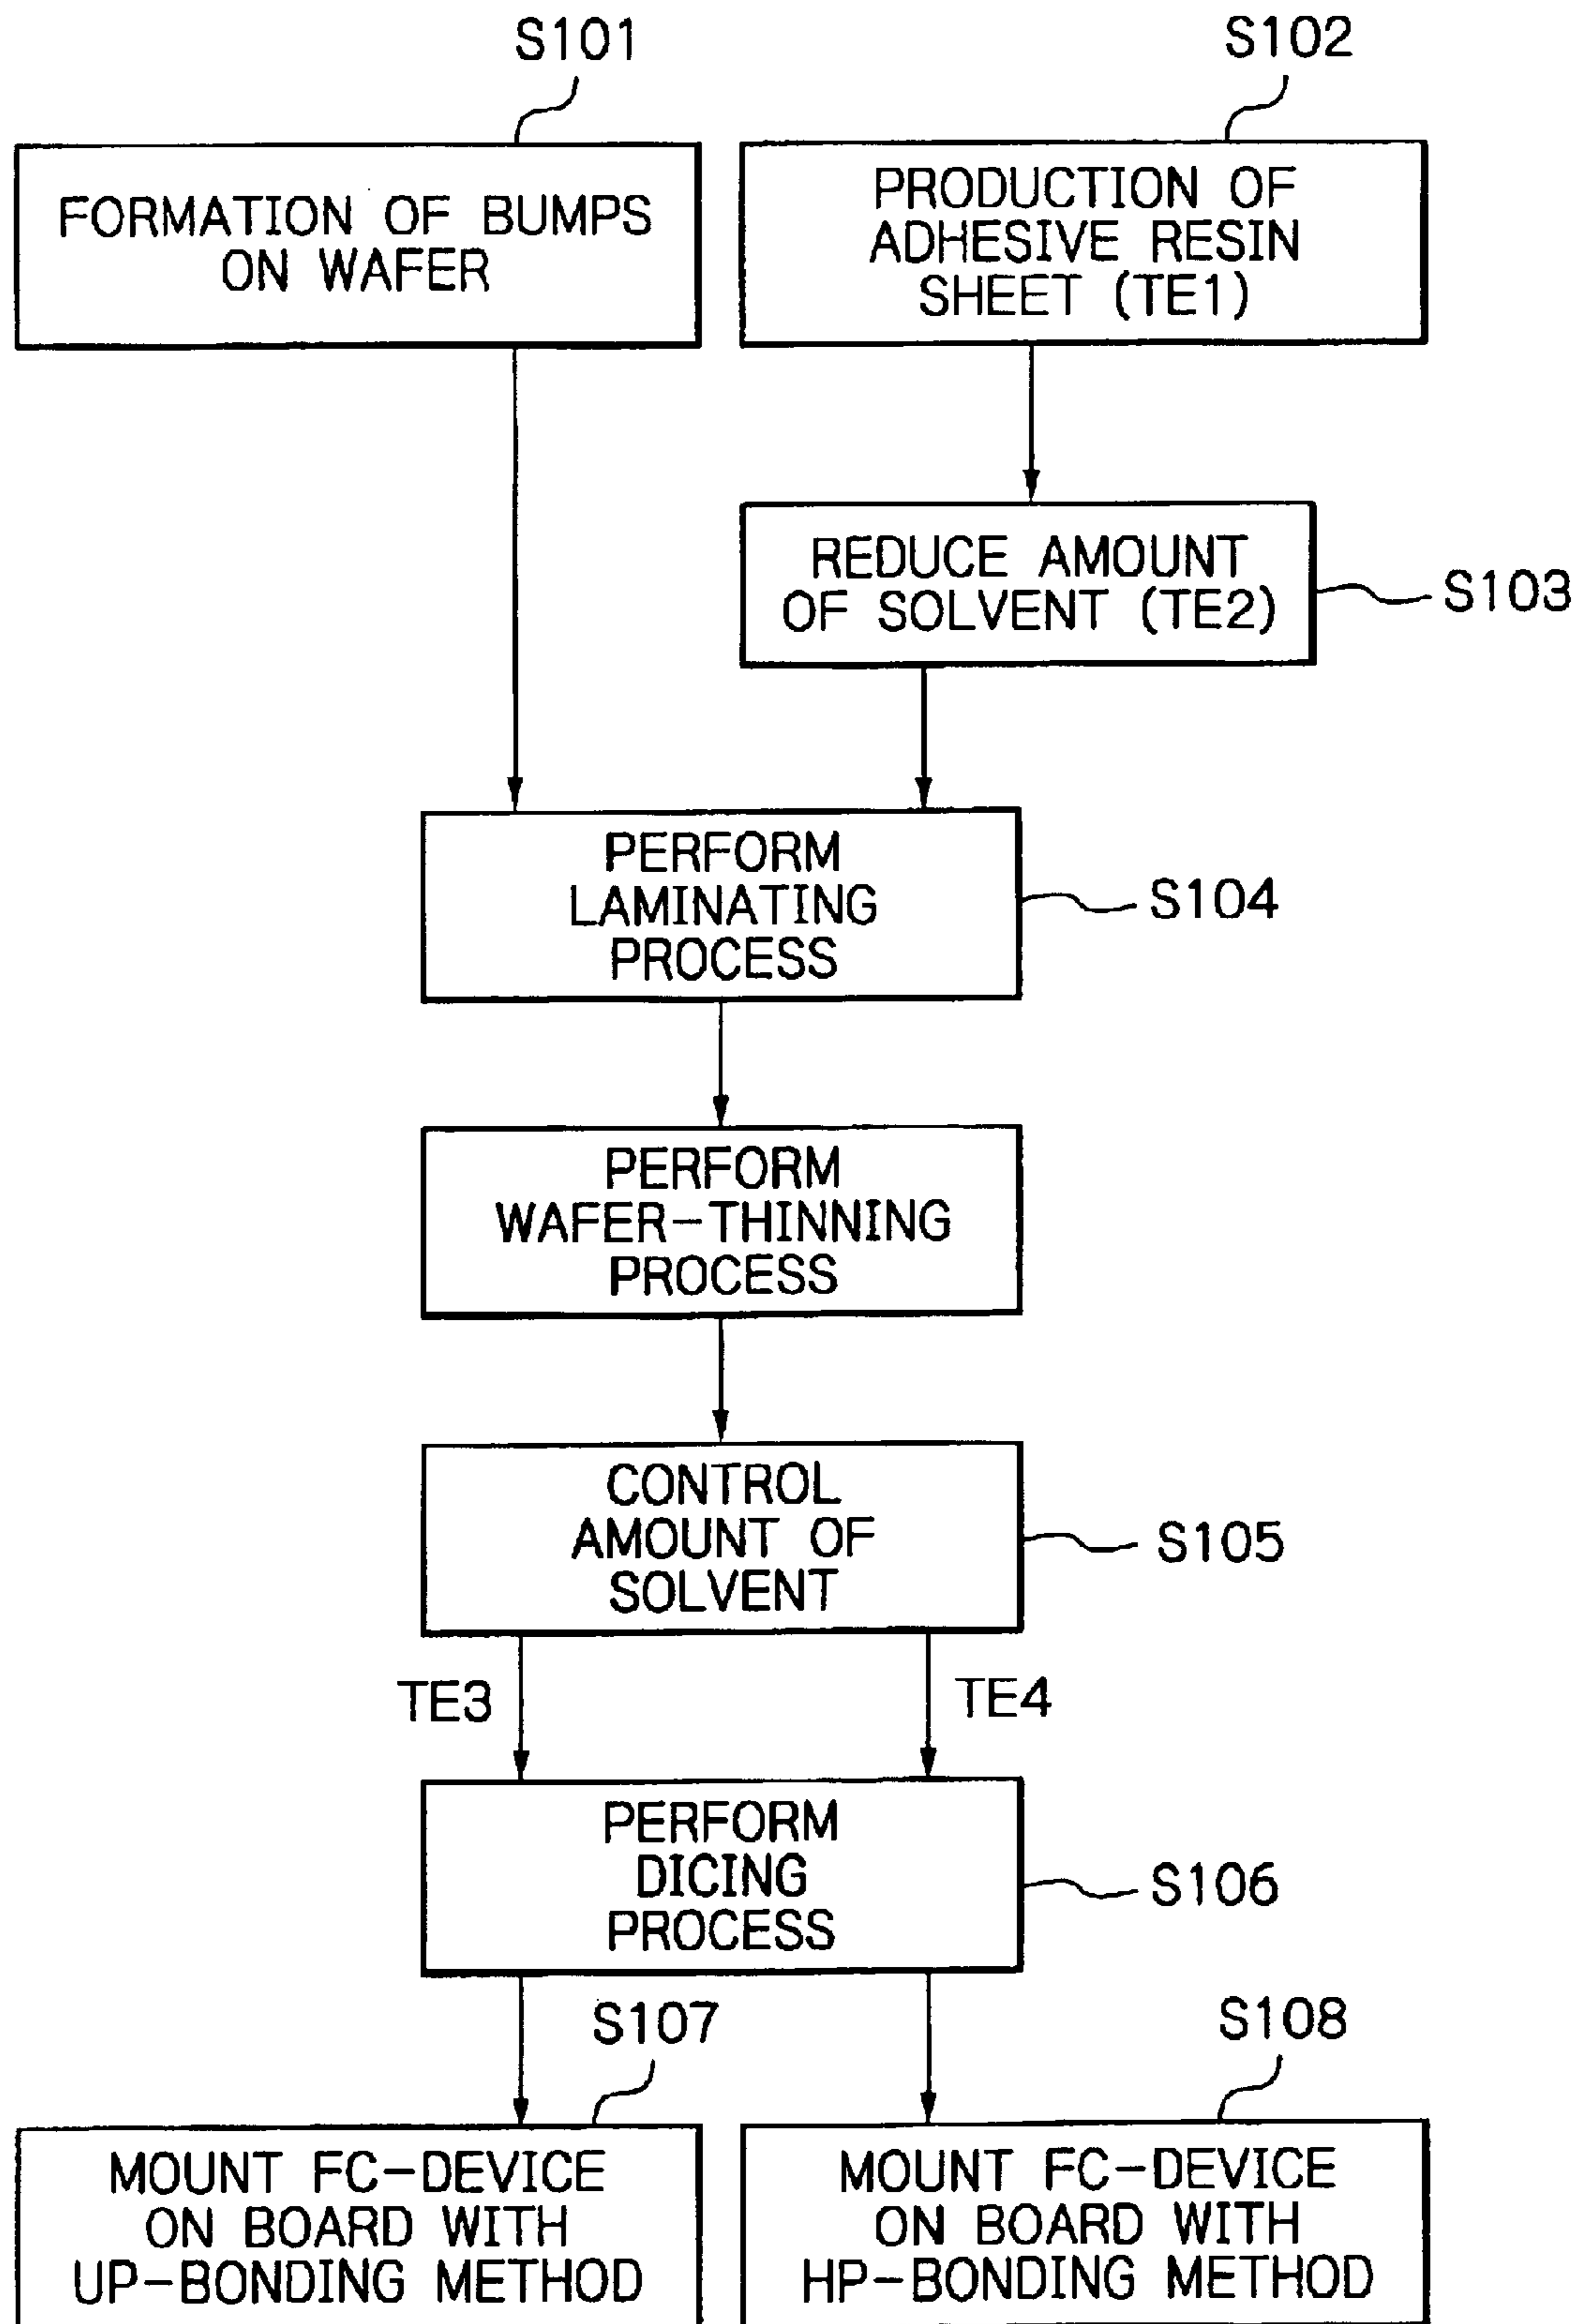 S101
S102
FORMATION OF BUMPS
ON WAFER
PRODUCTION OF
ADHESIVE RESIN
SHEET (TE1)
REDUCE AMOUNT
OF SOLVENT (TE2)
S103
PERFORM
LAMINATING
PROCESS
S104
PERFORM
WAFER-THINNING
PROCESS
CONTROL
AMOUNT OF
SOLVENT
S105
TE3
TE4
PERFORM
DICING
PROCESS
S106
S107
S108
MOUNT FC-DEVICE
ON BOARD WITH
UP-BONDING METHOD
MOUNT FC-DEVICE
ON BOARD WITH
HP-BONDING METHOD